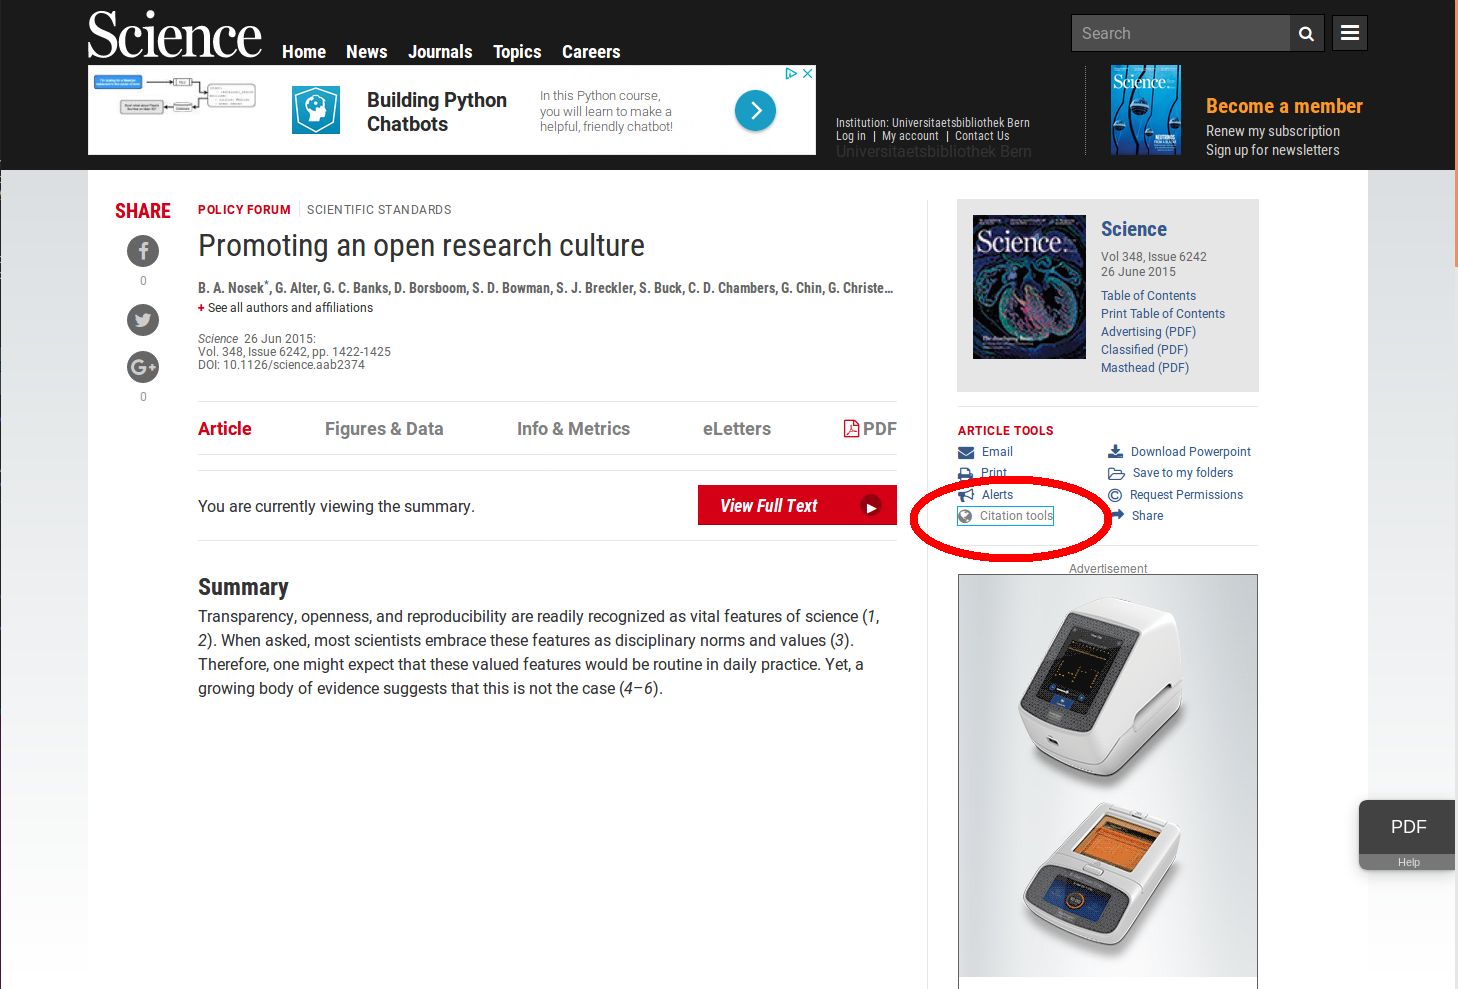 Science
Home News Journals Topics Careers
Search
Building Python
Chatbots
In this Python course,
you will learn to make a
helpful, friendly chatbot!
Institution: Universitaetsbibliothek Bern
Log in | My account | Contact Us
Universitaetsbibliothek Bern
Science
Become a member
Renew my subscription
Sign up for newsletters
SHARE
0
0
POLICY FORUM SCIENTIFIC STANDARDS
Promoting an open research culture
B. A. Nosek*, G. Alter, G. C. Banks, D. Borsboom, S. D. Bowman, S. J. Breckler, S. Buck, C. D. Chambers, G. Chin, G. Christe…
+ See all authors and affiliations
Science 26 Jun 2015:
Vol. 348, Issue 6242, pp. 1422-1425
DOI: 10.1126/science.aab2374
Article Figures & Data Info & Metrics eLetters PDF
You are currently viewing the summary.
View Full Text
Summary
Transparency, openness, and reproducibility are readily recognized as vital features of science (1,
2). When asked, most scientists embrace these features as disciplinary norms and values (3).
Therefore, one might expect that these valued features would be routine in daily practice. Yet, a
growing body of evidence suggests that this is not the case (4–6).
Science
Science
Vol 348, Issue 6242
26 June 2015
Table of Contents
Print Table of Contents
Advertising (PDF)
Classified (PDF)
Masthead (PDF)
ARTICLE TOOLS
Email
Print
Alerts
Citation tools
Download Powerpoint
Save to my folders
Request Permissions
Share
Advertisement
PDF
Help